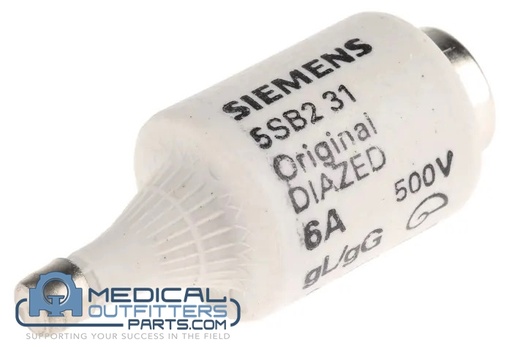 SIEMENS
5SB2 31
Original
DIAZED
6A 500V
gL/gG
MEDICAL
OUTFITTERS
PARTS.COM
SUPPORTING YOUR SUCCESS IN THE FIELD